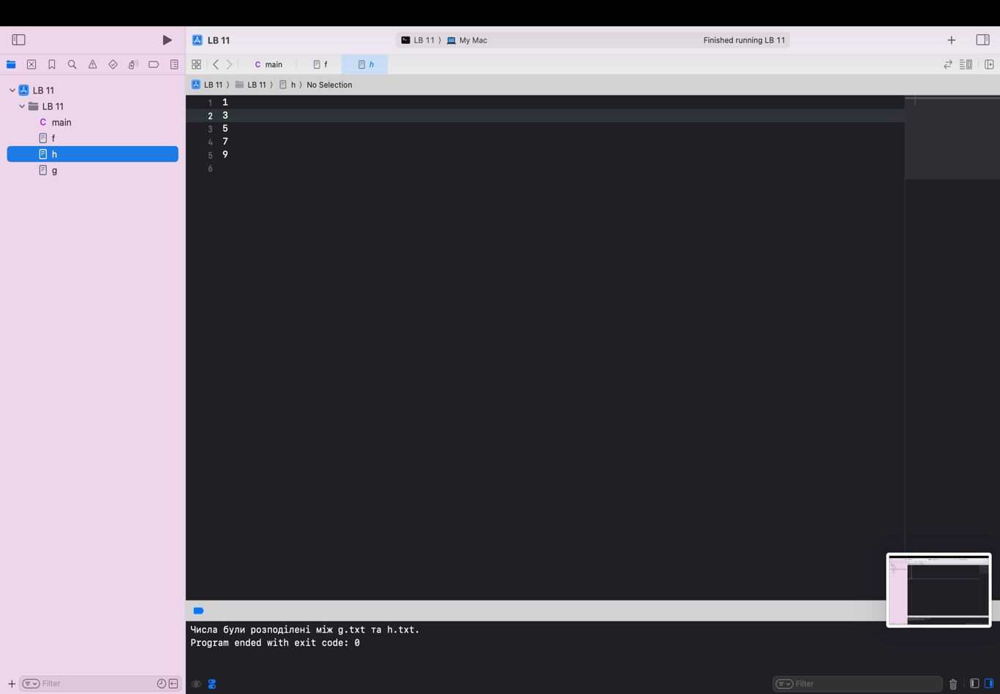 LB 11
LB 11 〉 My Mac
Finished running LB 11
C main
f
h
LB 11 〉 LB 11 〉 h 〉 No Selection
LB 11
LB 11
C main
f
h
g
1 1
2 3
3 5
4 7
5 9
6
Числа були розподілені між g.txt та h.txt.
Program ended with exit code: 0
Filter
Filter